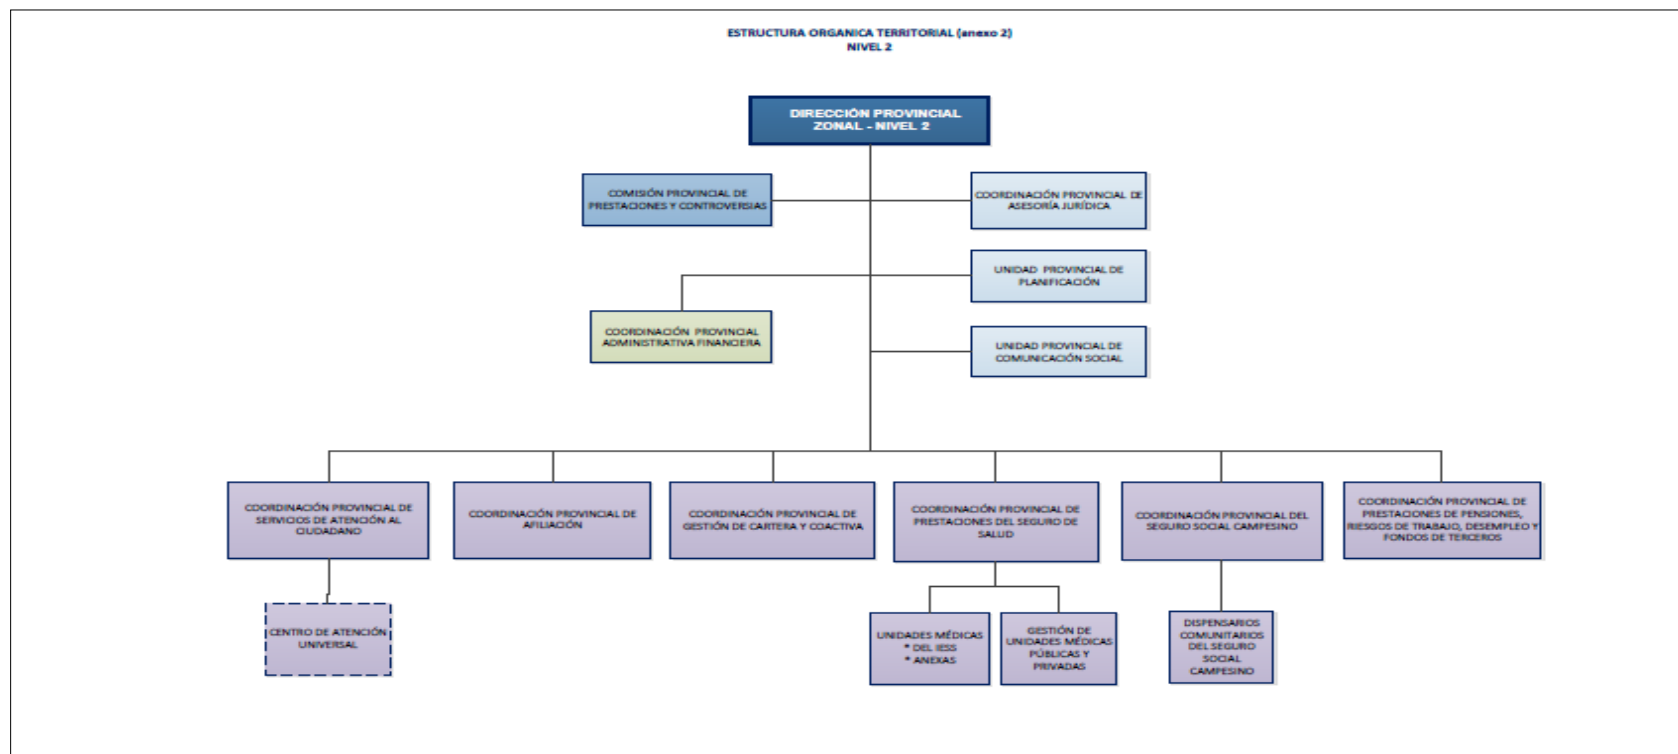 ESTRUCTURA ORGANICA TERRITORIAL (anexo 2)
NIVEL 2
DIRECCIÓN PROVINCIAL
ZONAL - NIVEL 2
COMISIÓN PROVINCIAL DE
PRESTACIONES Y CONTROVERSIAS
COORDINACIÓN PROVINCIAL DE
ASESORÍA JURÍDICA
UNIDAD PROVINCIAL DE
PLANIFICACIÓN
COORDINACIÓN PROVINCIAL
ADMINISTRATIVA FINANCIERA
UNIDAD PROVINCIAL DE
COMUNICACIÓN SOCIAL
COORDINACIÓN PROVINCIAL DE
SERVICIOS DE ATENCIÓN AL
CIUDADANO
COORDINACIÓN PROVINCIAL DE
AFILIACIÓN
COORDINACIÓN PROVINCIAL DE
GESTIÓN DE CARTERA Y COACTIVA
COORDINACIÓN PROVINCIAL DE
PRESTACIONES DEL SEGURO DE
SALUD
COORDINACIÓN PROVINCIAL DEL
SEGURO SOCIAL CAMPESINO
COORDINACIÓN PROVINCIAL DE
PRESTACIONES DE PENSIONES,
RIESGOS DE TRABAJO, DESEMPLEO Y
FONDOS DE TERCEROS
CENTRO DE ATENCIÓN
UNIVERSAL
UNIDADES MÉDICAS
* DEL IESS
* ANEXAS
GESTIÓN DE
UNIDADES MÉDICAS
PÚBLICAS Y
PRIVADAS
DISPENSARIOS
COMUNITARIOS
DEL SEGURO
SOCIAL
CAMPESINO